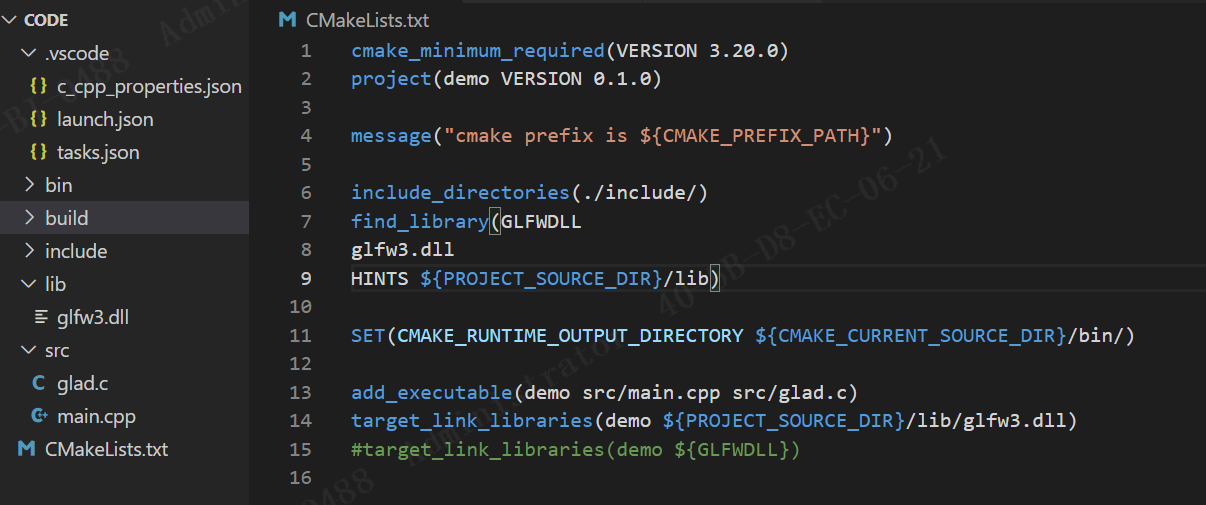 CODE
.vscode
c_cpp_properties.json
launch.json
tasks.json
bin
build
include
lib
glfw3.dll
src
glad.c
main.cpp
CMakeLists.txt
CMakeLists.txt
1 cmake_minimum_required(VERSION 3.20.0)
2 project(demo VERSION 0.1.0)
3
4 message("cmake prefix is ${CMAKE_PREFIX_PATH}")
5
6 include_directories(./include/)
7 find_library(GLFWDLL
8 glfw3.dll
9 HINTS ${PROJECT_SOURCE_DIR}/lib)
10
11 SET(CMAKE_RUNTIME_OUTPUT_DIRECTORY ${CMAKE_CURRENT_SOURCE_DIR}/bin/)
12
13 add_executable(demo src/main.cpp src/glad.c)
14 target_link_libraries(demo ${PROJECT_SOURCE_DIR}/lib/glfw3.dll)
15 #target_link_libraries(demo ${GLFWDLL})
16